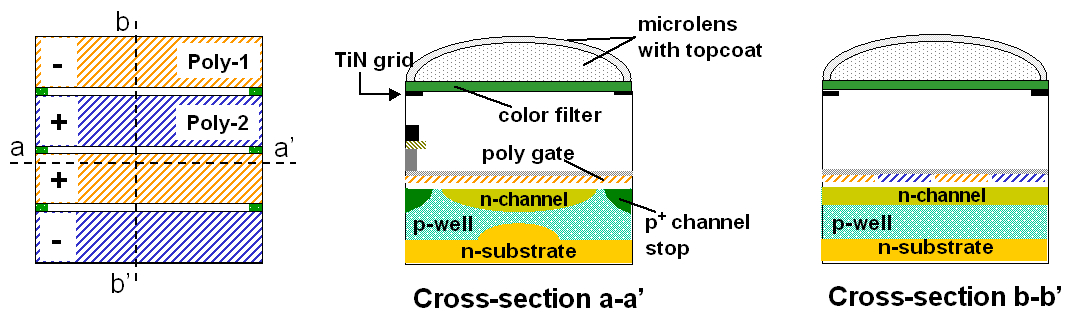 b
- Poly-1
+ Poly-2
a a’
+
-
b’
microlens
with topcoat
TiN grid
color filter
poly gate
n-channel
p-well
p+ channel
stop
n-substrate
Cross-section a-a’
n-channel
p-well
n-substrate
Cross-section b-b’